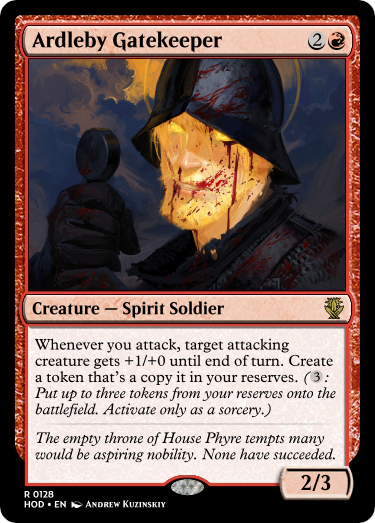 Ardleby Gatekeeper 2
Creature — Spirit Soldier
Whenever you attack, target attacking
creature gets +1/+0 until end of turn. Create
a token that's a copy it in your reserves. (3:
Put up to three tokens from your reserves onto the
battlefield. Activate only as a sorcery.)
The empty throne of House Phyre tempts many
would be aspiring nobility. None have succeeded.
2/3
R 0128
HOD • EN Andrew Kuzinskiy